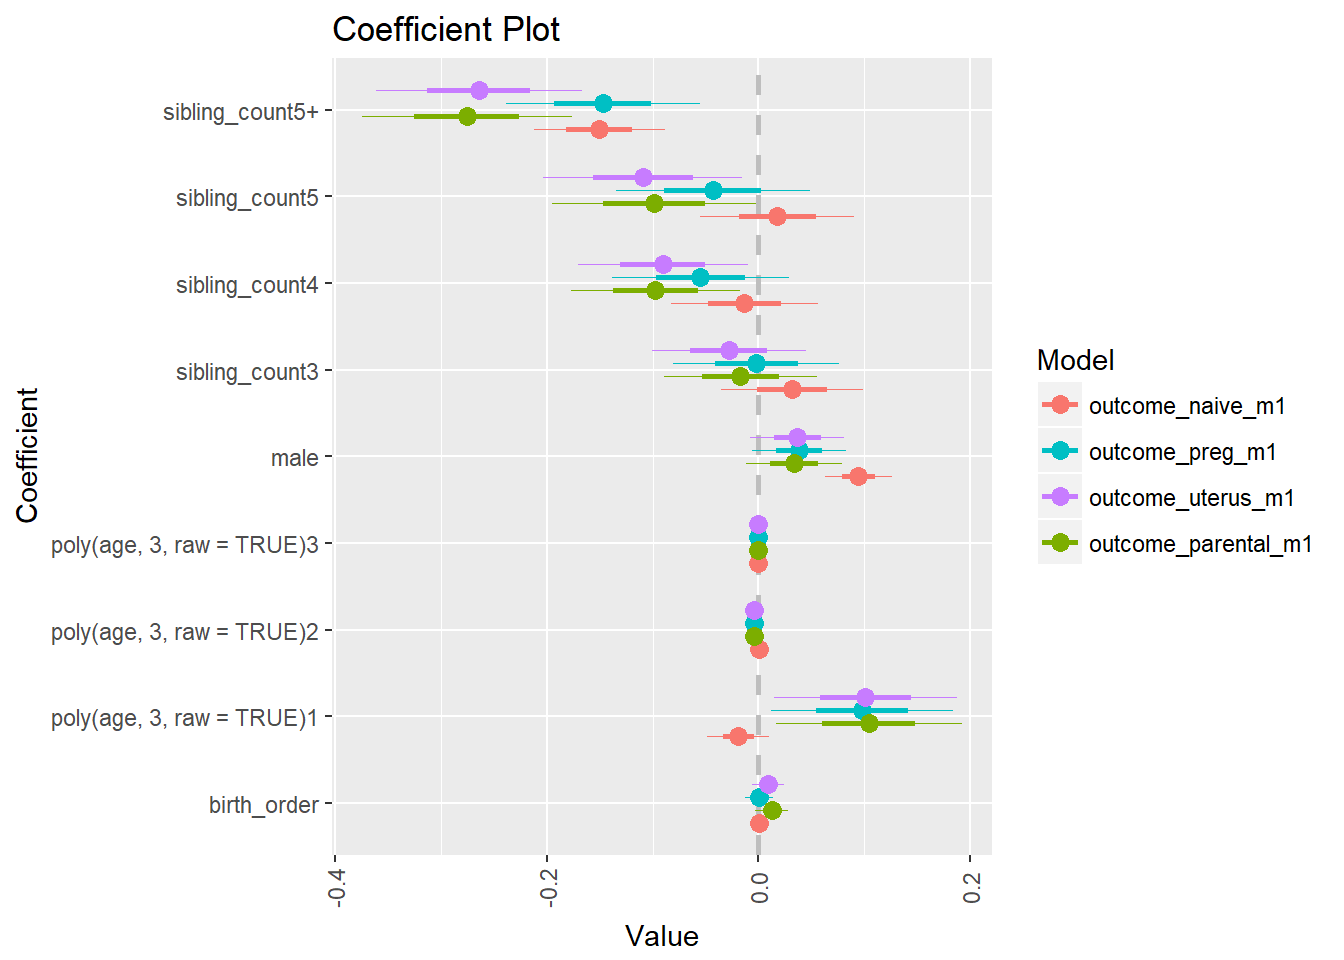 Coefficient Plot
Coefficient
sibling_count5+
sibling_count5
sibling_count4
sibling_count3
male
poly(age, 3, raw = TRUE)3
poly(age, 3, raw = TRUE)2
poly(age, 3, raw = TRUE)1
birth_order
-0.4
-0.2
0.0
0.2
Value
Model
outcome_naive_m1
outcome_preg_m1
outcome_uterus_m1
outcome_parental_m1